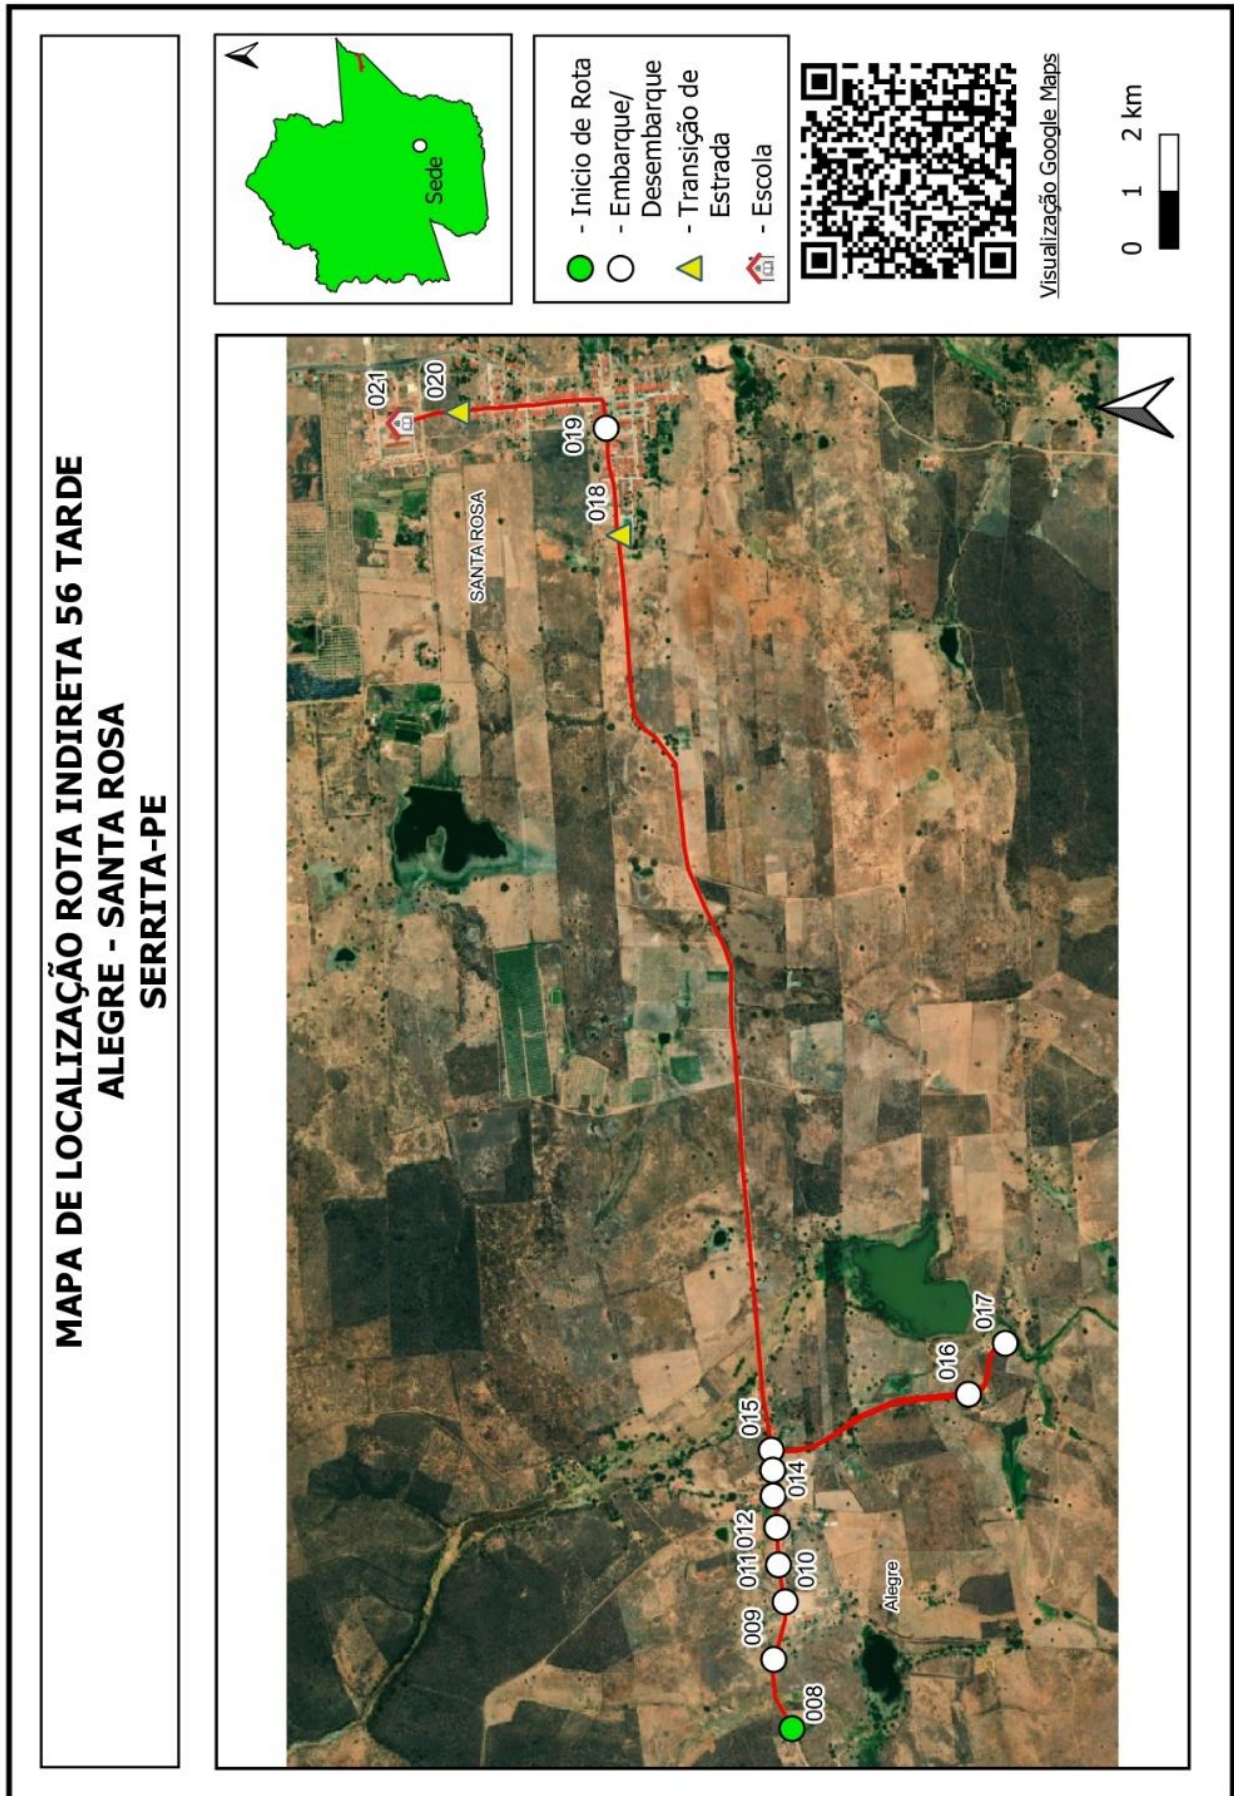 MAPA DE LOCALIZAÇÃO ROTA INDIRETA 56 TARDE
ALEGRE - SANTA ROSA
SERRITA-PE
008
009
010
011
012
014
015
016
017
018
019
020
021
SANTA ROSA
Alegre
Sede
- Inicio de Rota
- Embarque/
Desembarque
- Transição de
Estrada
- Escola
Visualização Google Maps
0 1 2 km